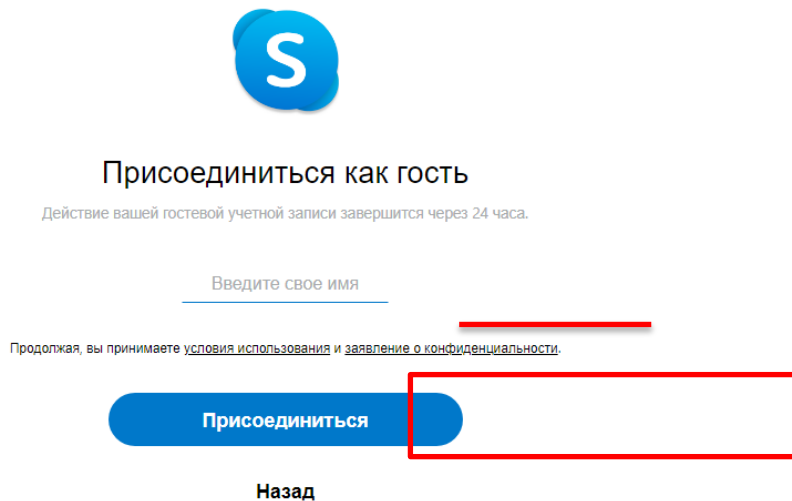 S
Присоединиться как гость
Действие вашей гостевой учетной записи завершится через 24 часа.
Введите свое имя
Продолжая, вы принимаете условия использования и заявление о конфиденциальности.
Присоединиться
Назад